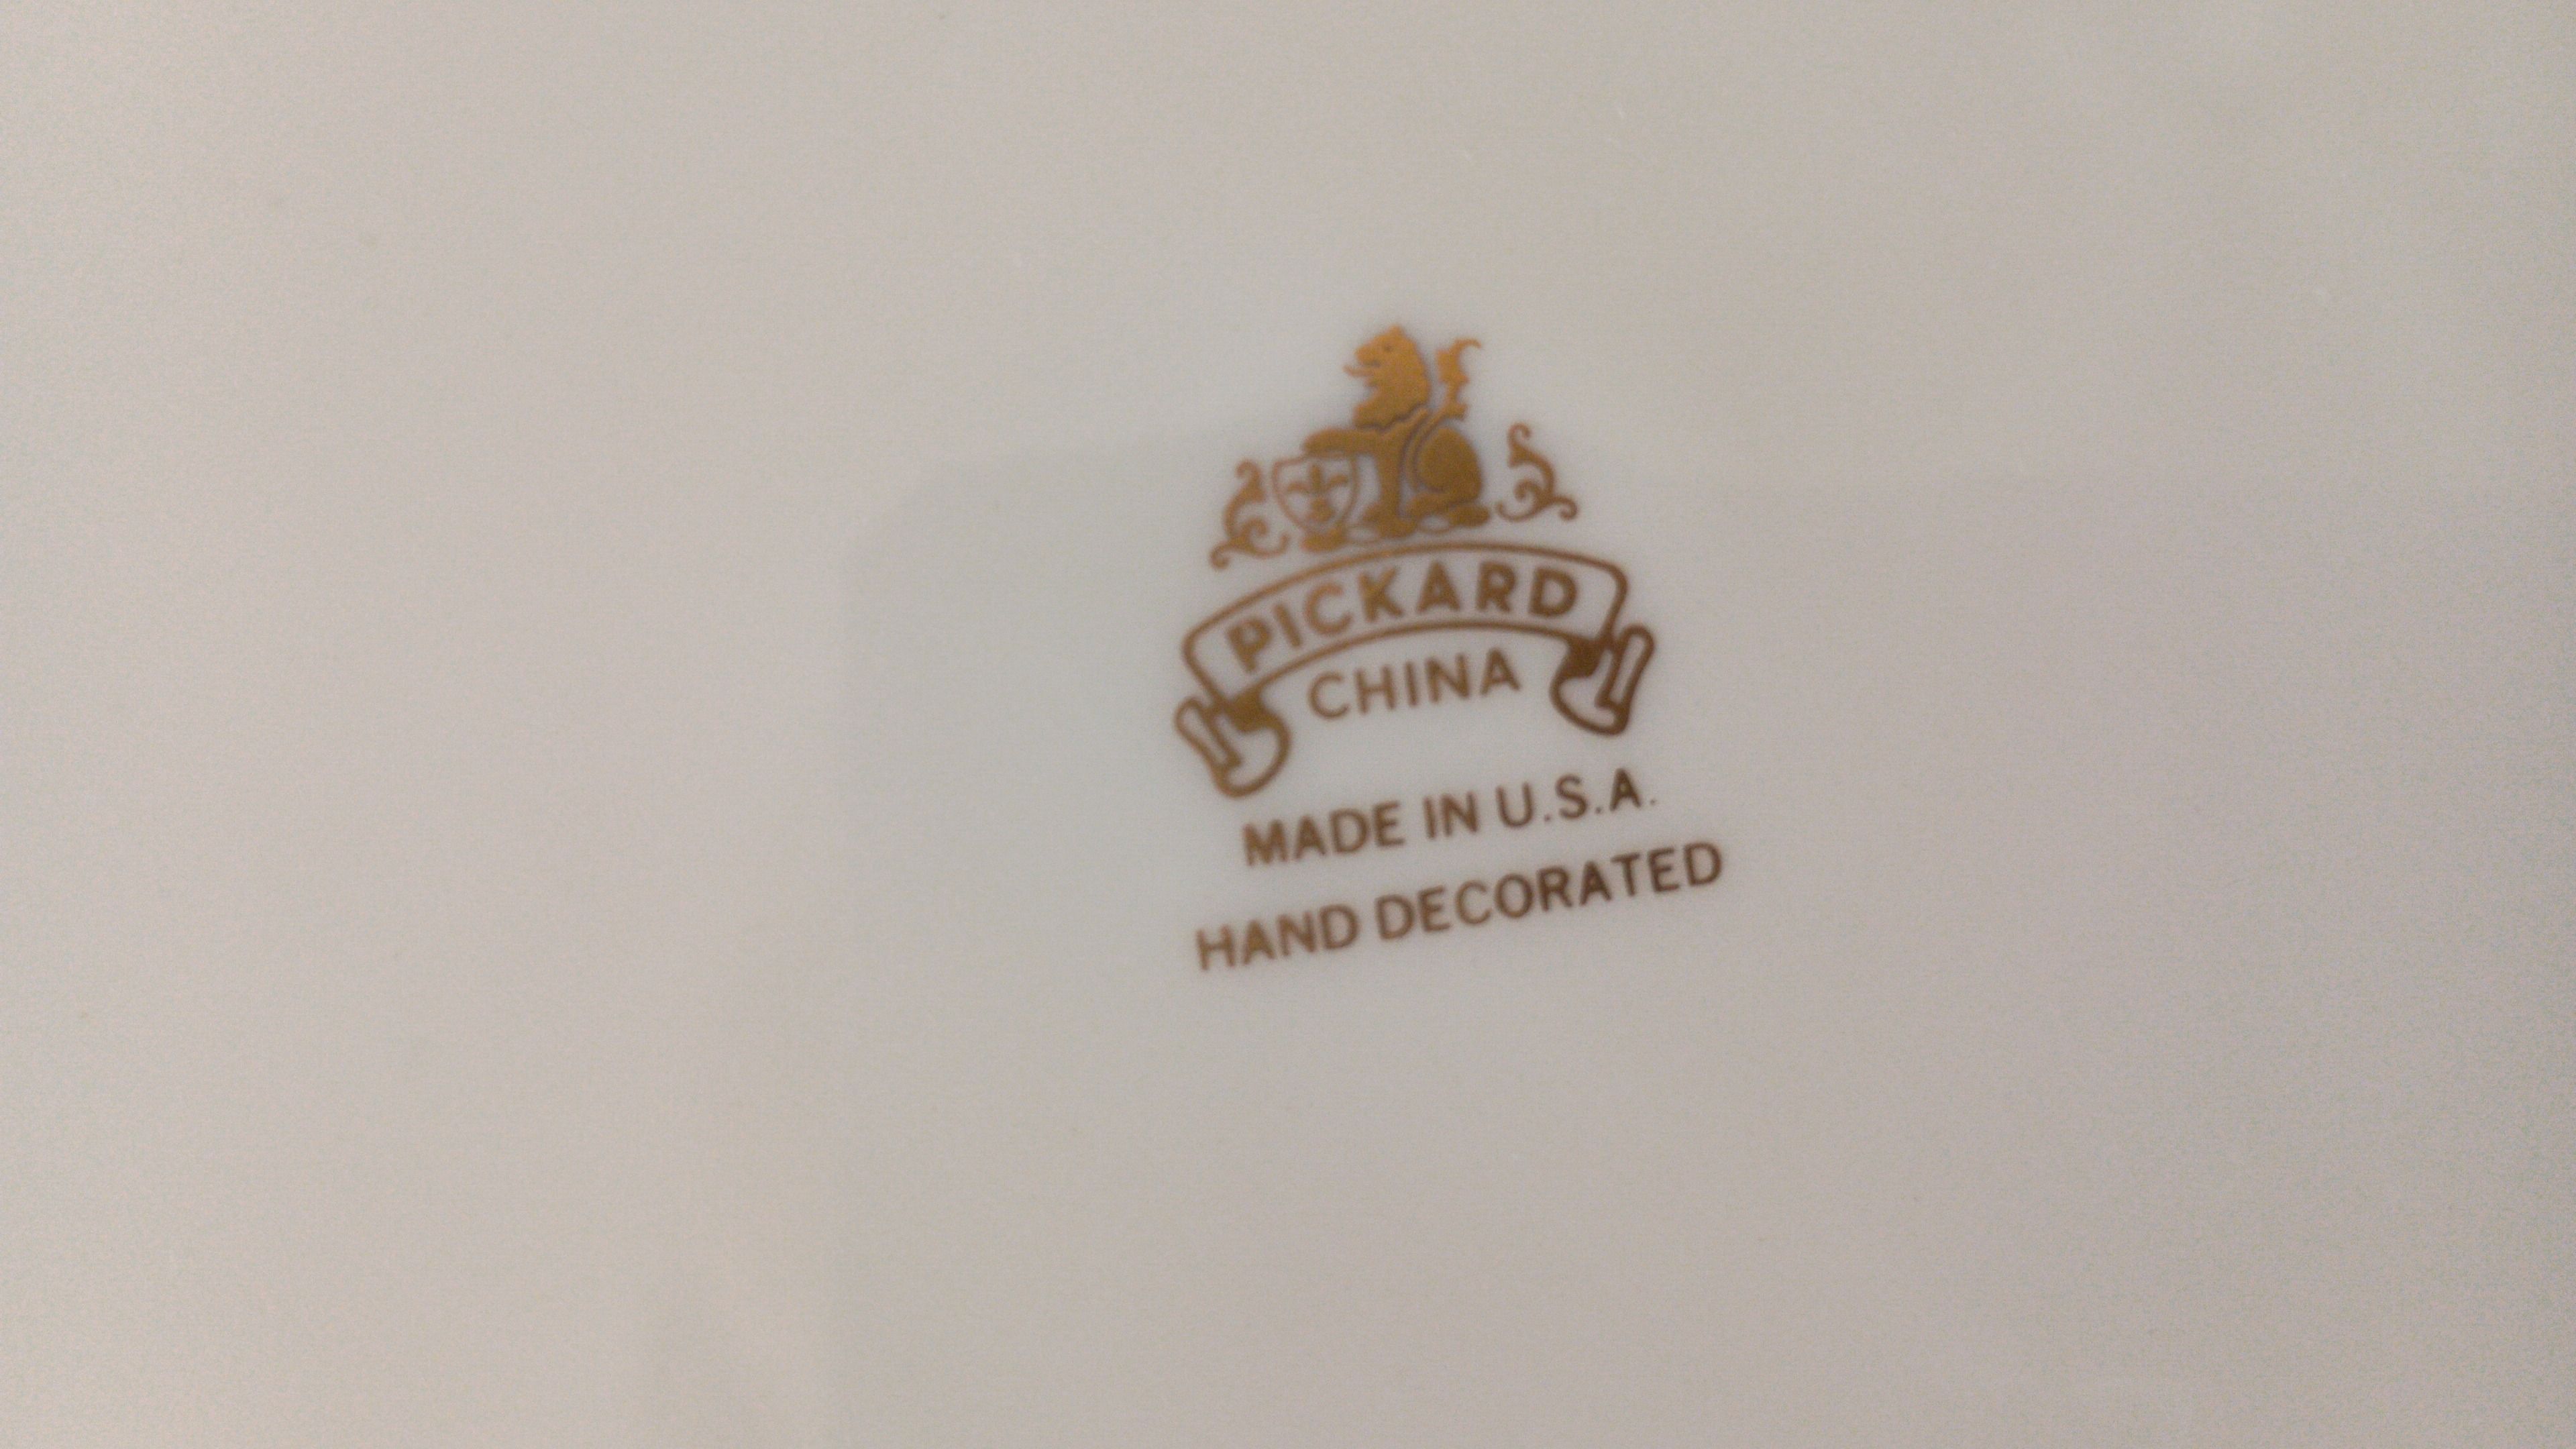 PICKARD
CHINA
MADE IN U.S.A.
HAND DECORATED